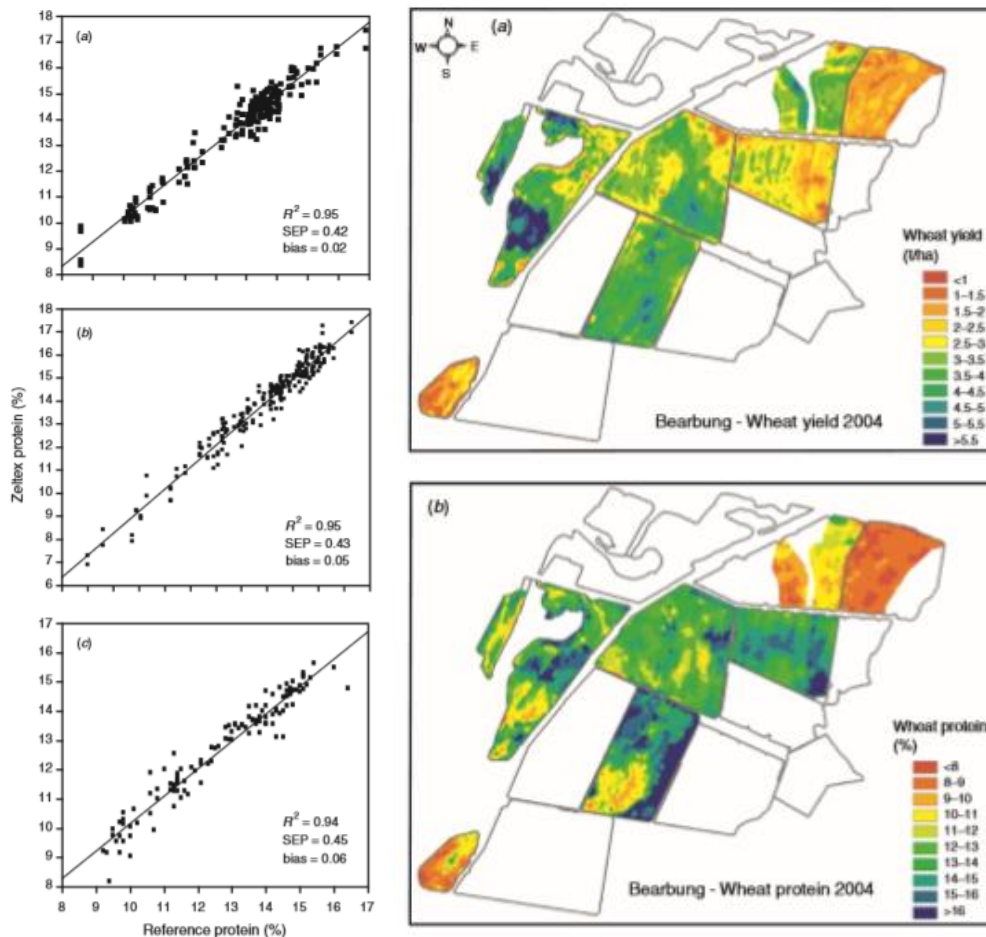 (a)
18
17
16
15
14
13
12
11
10
9
8
R² = 0.95
SEP = 0.42
bias = 0.02
(b)
18
17
16
15
14
13
12
11
10
9
8
7
6
R² = 0.95
SEP = 0.43
bias = 0.05
Zeltex protein (%)
(c)
17
16
15
14
13
12
11
10
9
8
R² = 0.94
SEP = 0.45
bias = 0.06
8 9 10 11 12 13 14 15 16 17
Reference protein (%)
(a)
N
W E
S
Wheat yield
(t/ha)
<1
1–1.5
1.5–2
2–2.5
2.5–3
3–3.5
3.5–4
4–4.5
4.5–5
5–5.5
>5.5
Bearbung - Wheat yield 2004
(b)
Wheat protein
(%)
<8
8–9
9–10
10–11
11–12
12–13
13–14
14–15
15–16
>16
Bearbung - Wheat protein 2004